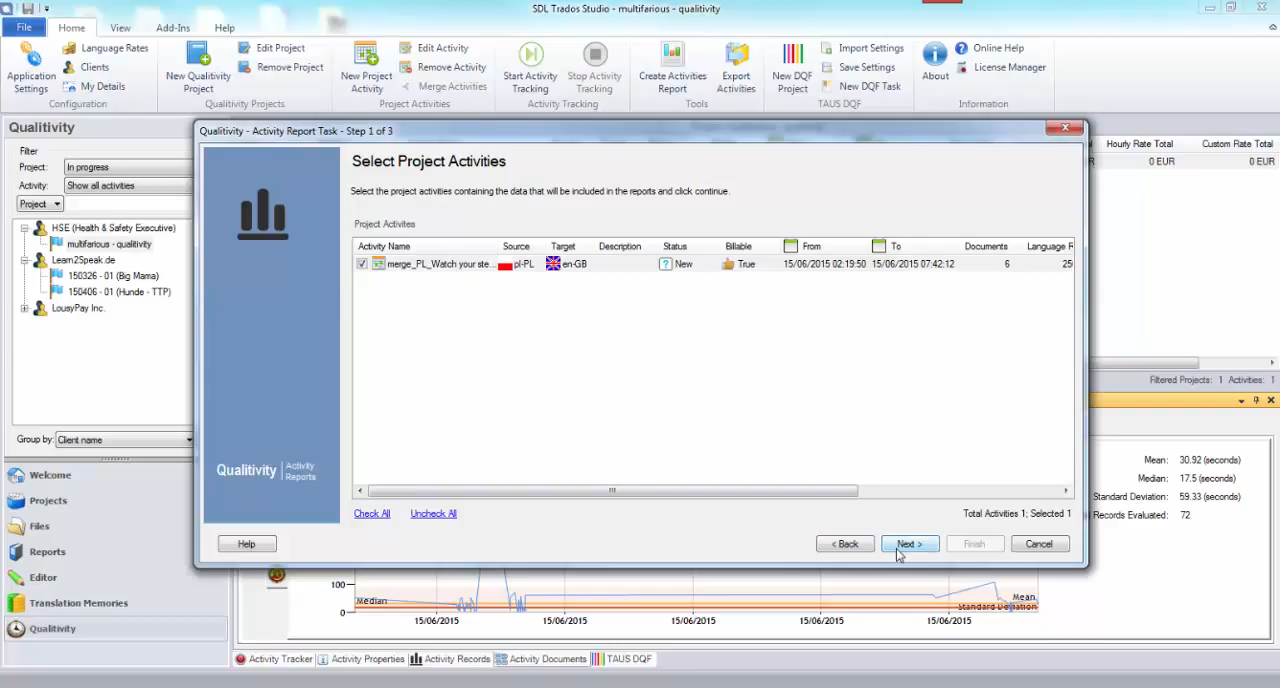 SDL Trados Studio - multifarious - qualitivity
File Home View Add-Ins Help
Application Settings
Language Rates
Clients
My Details
Configuration
New Qualitivity Project
Edit Project
Remove Project
Qualitivity Projects
New Project Activity
Edit Activity
Remove Activity
Merge Activities
Project Activities
Start Activity Tracking
Stop Activity Tracking
Activity Tracking
Create Activities Report
Export Activities
Tools
New DQF Project
Import Settings
Save Settings
New DQF Task
TAUS DQF
About
Online Help
License Manager
Information
Qualitivity
Filter
Project: In progress
Activity: Show all activities
Project
HSE (Health & Safety Executive)
multifarious - qualitivity
Learn2Speak.de
150326 - 01 (Big Mama)
150406 - 01 (Hunde - TTP)
LousyPay Inc.
Group by: Client name
Welcome
Projects
Files
Reports
Editor
Translation Memories
Qualitivity
Qualitivity - Activity Report Task - Step 1 of 3
Select Project Activities
Select the project activities containing the data that will be included in the reports and click continue.
Project Activites
Activity Name Source Target Description Status Billable From To Documents Language R
merge_PL_Watch your ste... pl-PL en-GB ? New True 15/06/2015 02:19:50 15/06/2015 07:42:12 6 25
Qualitivity | Activity Reports
Check All Uncheck All Total Activities 1; Selected 1
Help < Back Next > Finish Cancel
Hourly Rate Total Custom Rate Total
R 0 EUR 0 EUR
Filtered Projects: 1 Activities: 1
Mean: 30.92 (seconds)
Median: 17.5 (seconds)
Standard Deviation: 59.33 (seconds)
Records Evaluated: 72
100
0
Median
Mean
Standard Deviation
15/06/2015 15/06/2015 15/06/2015 15/06/2015 15/06/2015
Activity Tracker Activity Properties Activity Records Activity Documents TAUS DQF